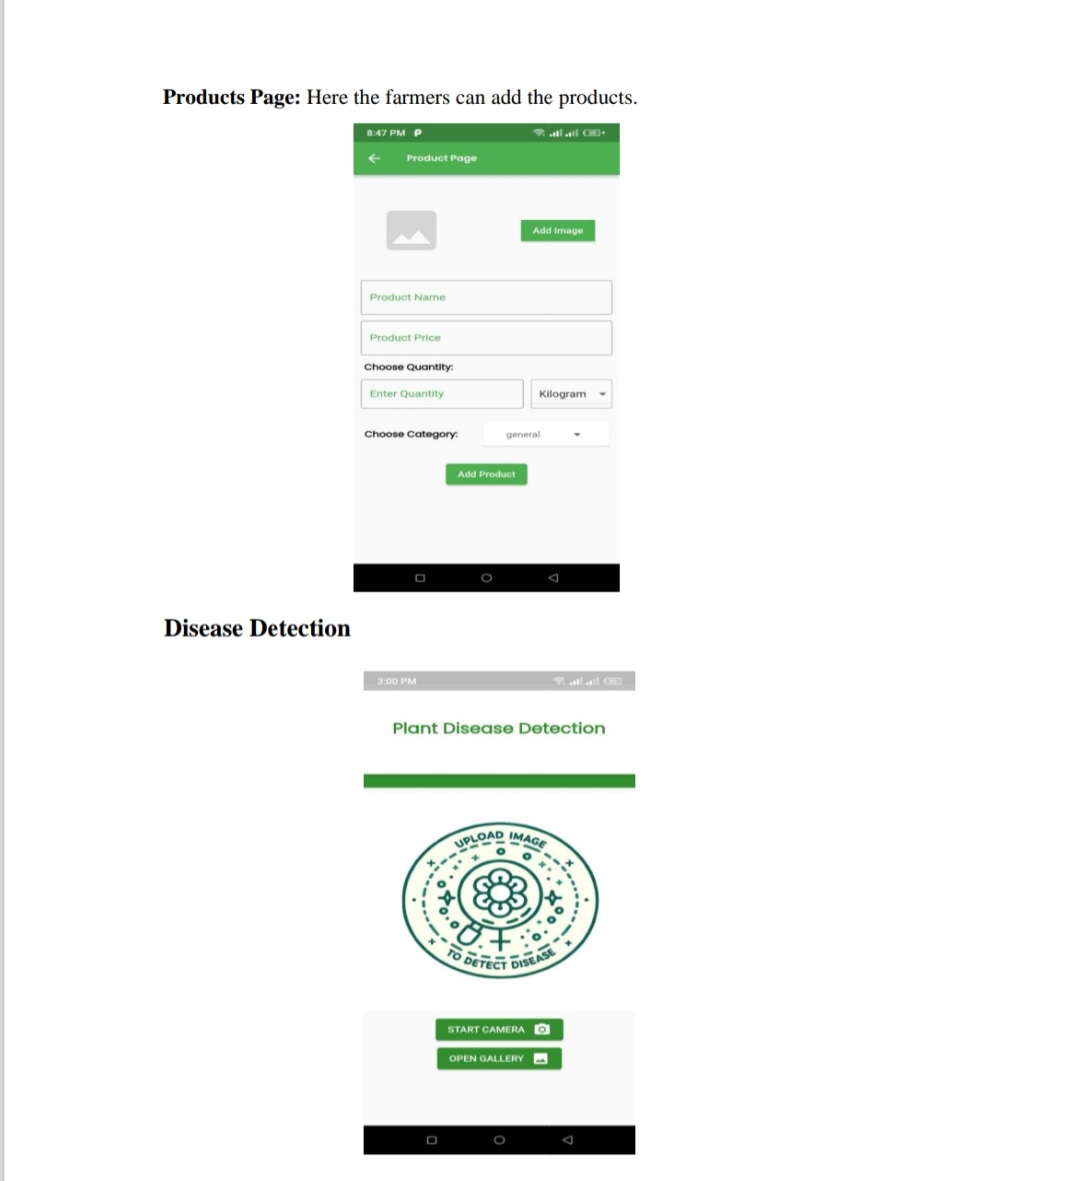 Products Page: Here the farmers can add the products.
8:47 PM P
Product Page
Add Image
Product Name
Product Price
Choose Quantity:
Enter Quantity
Kilogram
Choose Category:
general
Add Product
Disease Detection
3:00 PM
Plant Disease Detection
UPLOAD IMAGE
TO DETECT DISEASE
START CAMERA
OPEN GALLERY